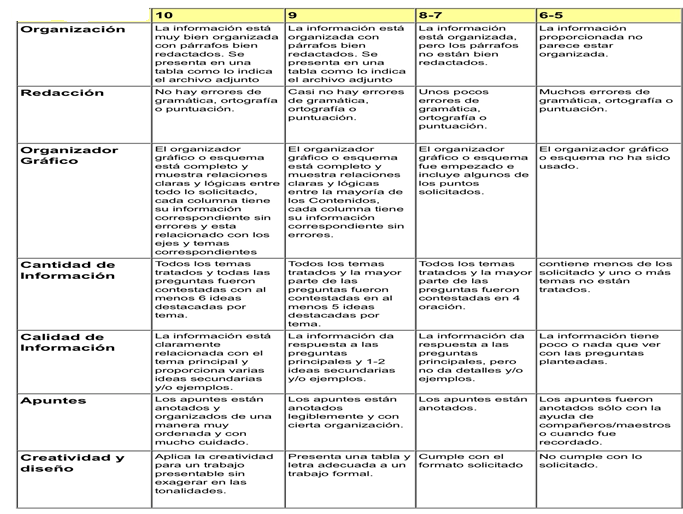 10 9 8-7 6-5
Organización
La información está
muy bien organizada
con párrafos bien
redactados. Se
presenta en una
tabla como lo indica
el archivo adjunto
La información está
organizada con
párrafos bien
redactados. Se
presenta en una
tabla como lo indica
el archivo adjunto
La información
está organizada,
pero los párrafos
no están bien
redactados.
La información
proporcionada no
parece estar
organizada.
Redacción
No hay errores de
gramática, ortografía
o puntuación.
Casi no hay errores
de gramática,
ortografía o
puntuación.
Unos pocos
errores de
gramática,
ortografía o
puntuación.
Muchos errores de
gramática, ortografía o
puntuación.
Organizador
Gráfico
El organizador
gráfico o esquema
está completo y
muestra relaciones
claras y lógicas entre
todo lo solicitado,
cada columna tiene
su información
correspondiente sin
errores y esta
relacionado con los
ejes y temas
correspondientes
El organizador
gráfico o esquema
está completo y
muestra relaciones
claras y lógicas
entre la mayoría de
los Contenidos,
cada columna tiene
su información
correspondiente sin
errores.
El organizador
gráfico o esquema
fue empezado e
incluye algunos de
los puntos
solicitados.
El organizador gráfico
o esquema no ha sido
usado.
Cantidad de
Información
Todos los temas
tratados y todas las
preguntas fueron
contestadas con al
menos 6 ideas
destacadas por
tema.
Todos los temas
tratados y la mayor
parte de las
preguntas fueron
contestadas en al
menos 5 ideas
destacadas por
tema.
Todos los temas
tratados y la mayor
parte de las
preguntas fueron
contestadas en 4
oración.
contiene menos de los
solicitado y uno o más
temas no están
tratados.
Calidad de
Información
La información está
claramente
relacionada con el
tema principal y
proporciona varias
ideas secundarias
y/o ejemplos.
La información da
respuesta a las
preguntas
principales y 1-2
ideas secundarias
y/o ejemplos.
La información da
respuesta a las
preguntas
principales, pero
no da detalles y/o
ejemplos.
La información tiene
poco o nada que ver
con las preguntas
planteadas.
Apuntes
Los apuntes están
anotados y
organizados de una
manera muy
ordenada y con
mucho cuidado.
Los apuntes están
anotados
legiblemente y con
cierta organización.
Los apuntes están
anotados.
Los apuntes fueron
anotados sólo con la
ayuda de
compañeros/maestros
o cuando fue
recordado.
Creatividad y
diseño
Aplica la creatividad
para un trabajo
presentable sin
exagerar en las
tonalidades.
Presenta una tabla y
letra adecuada a un
trabajo formal.
Cumple con el
formato solicitado
No cumple con lo
solicitado.